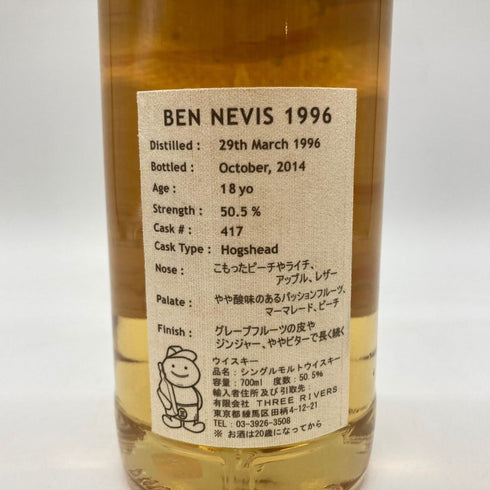 BEN NEVIS 1996
Distilled : 29th March 1996
Bottled : October, 2014
Age : 18 yo
Strength : 50.5 %
Cask # : 417
Cask Type : Hogshead
Nose : こもったピーチやライチ、
アップル、レザー
Palate : やや酸味のあるパッションフルーツ、
マーマレード、ピーチ
Finish : グレープフルーツの皮や
ジンジャー、ややビターで長く続く
ウイスキー
品名：シングルモルトウイスキー
容量：700ml 度数：50.5%
輸入者住所及び引取先：
有限会社 THREE RIVERS
東京都練馬区田柄4-12-21
TEL：03-3926-3508
※ お酒は20歳になってから